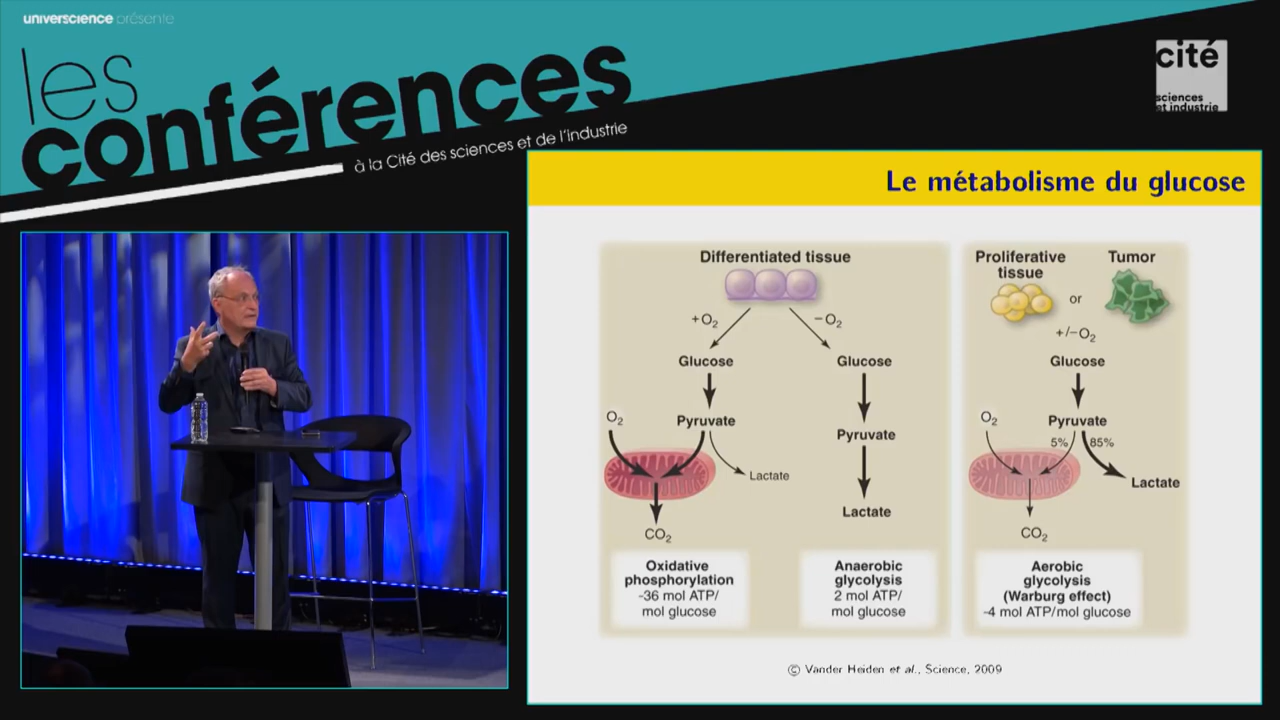 universcience présente
les
conférences
à la Cité des sciences et de l'industrie
cité
sciences
et industrie
Le métabolisme du glucose
Differentiated tissue
+O₂
−O₂
Glucose
Glucose
O₂
Pyruvate
Pyruvate
Lactate
Lactate
CO₂
Oxidative
phosphorylation
~36 mol ATP/
mol glucose
Anaerobic
glycolysis
2 mol ATP/
mol glucose
Proliferative
tissue
or
Tumor
+/−O₂
Glucose
O₂
Pyruvate
5%
85%
Lactate
CO₂
Aerobic
glycolysis
(Warburg effect)
~4 mol ATP/mol glucose
© Vander Heiden et al., Science, 2009